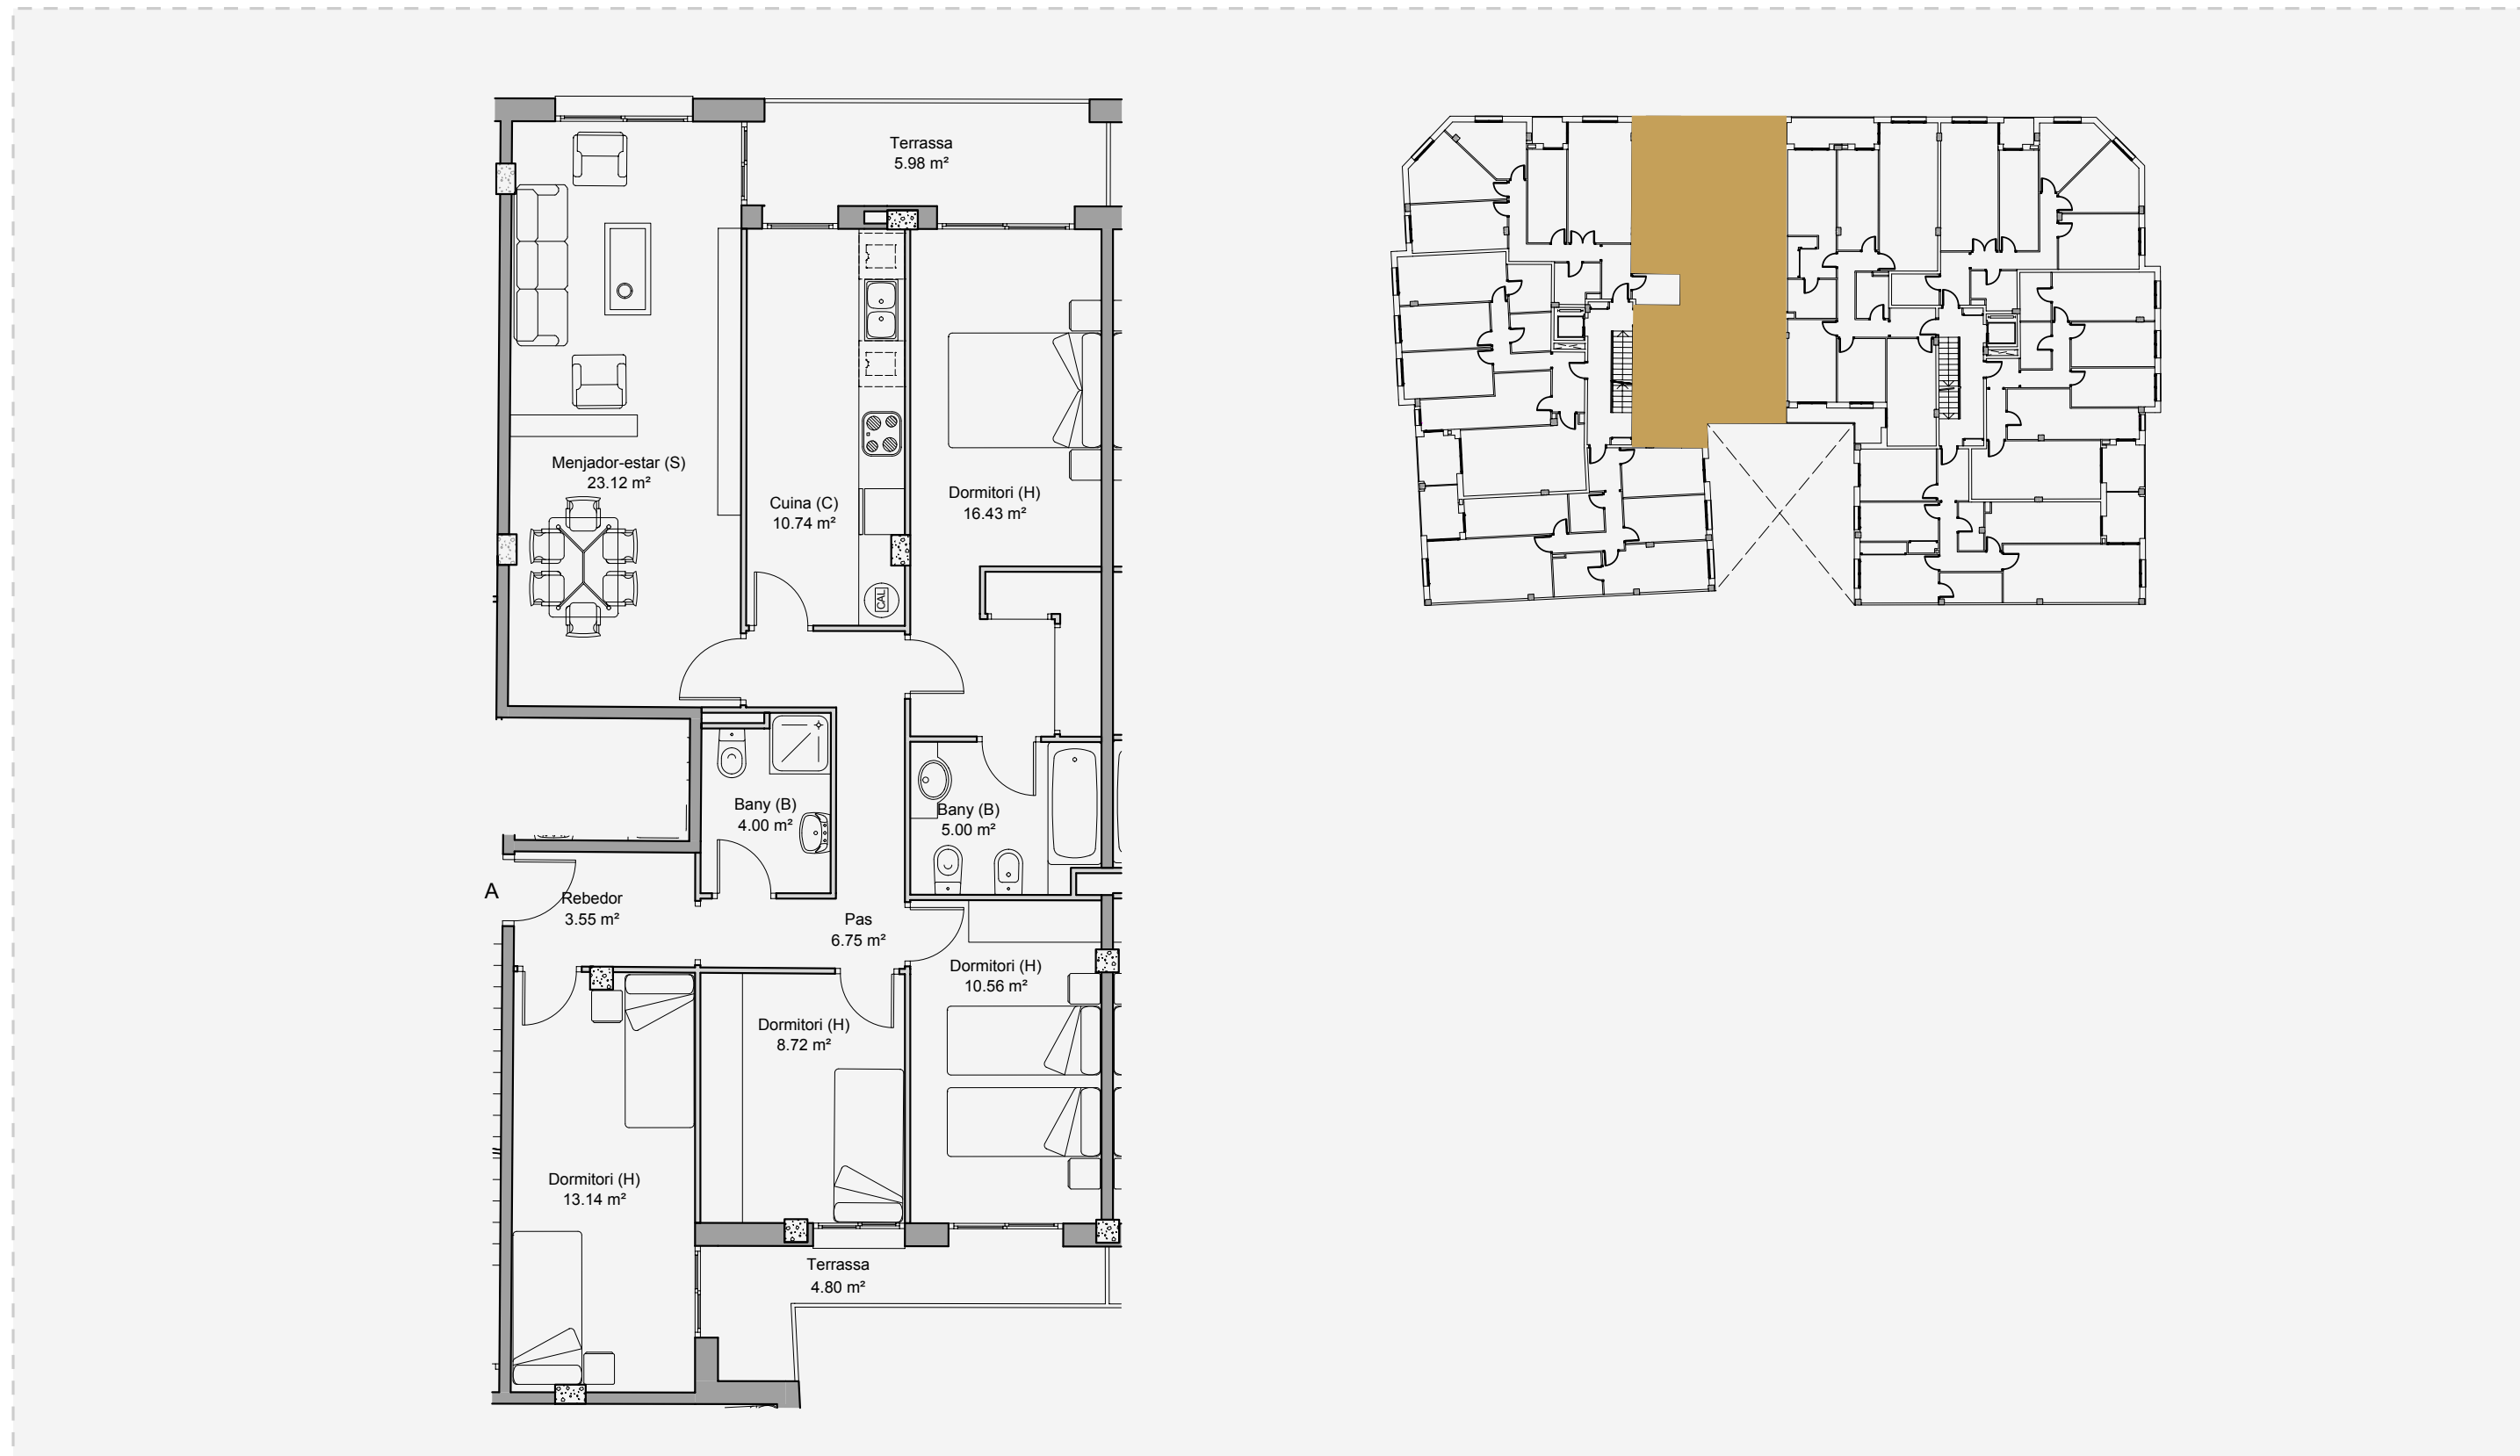 Terrassa
5.98 m²
Menjador-estar (S)
23.12 m²
Cuina (C)
10.74 m²
Dormitori (H)
16.43 m²
CAL
Bany (B)
4.00 m²
Bany (B)
5.00 m²
A
Rebedor
3.55 m²
Pas
6.75 m²
Dormitori (H)
10.56 m²
Dormitori (H)
8.72 m²
Dormitori (H)
13.14 m²
Terrassa
4.80 m²